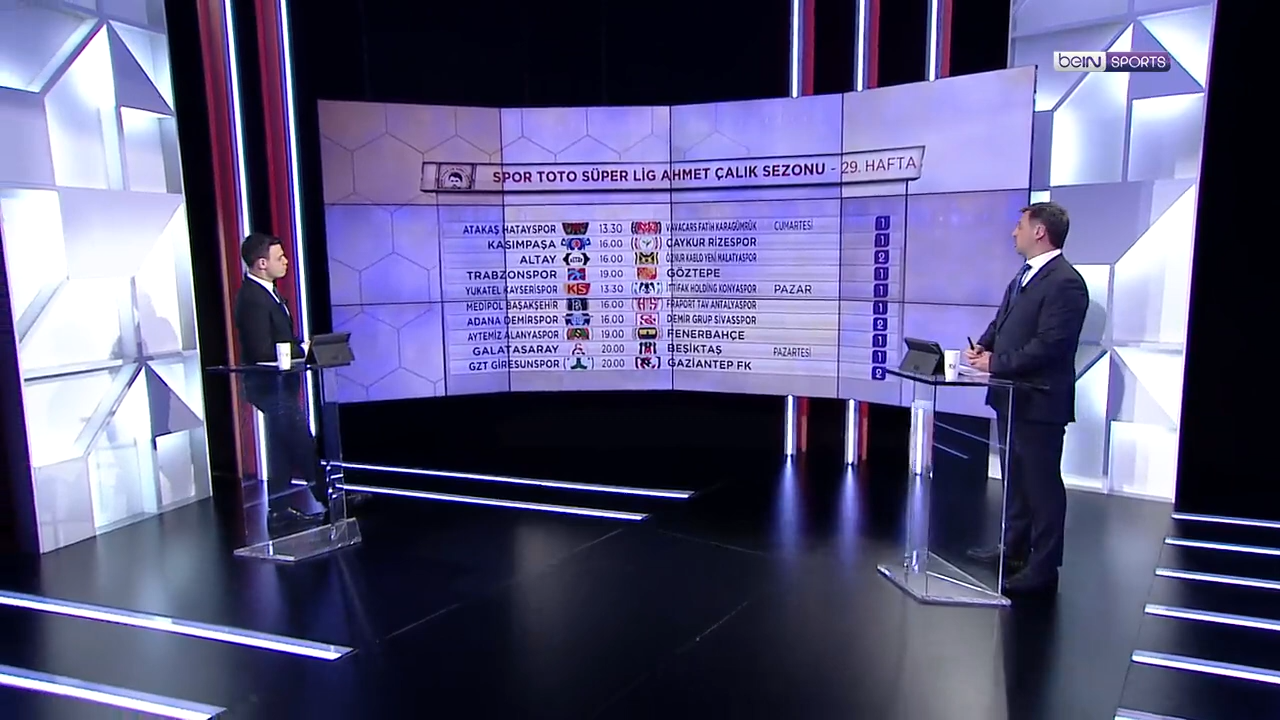 beIN SPORTS
SPOR TOTO SÜPER LİG AHMET ÇALIK SEZONU - 29. HAFTA
ATAKAŞ HATAYSPOR 13.30 VAVACARS FATİH KARAGÜMRÜK CUMARTESİ 1
KASIMPAŞA 16.00 ÇAYKUR RİZESPOR 1
ALTAY 16.00 ÖZNUR KABLO YENİ MALATYASPOR 2
TRABZONSPOR 19.00 GÖZTEPE 1
YUKATEL KAYSERİSPOR 13.30 İTTİFAK HOLDİNG KONYASPOR PAZAR 1
MEDIPOL BAŞAKŞEHİR 16.00 FRAPORT TAV ANTALYASPOR 1
ADANA DEMİRSPOR 16.00 DEMİR GRUP SİVASSPOR 2
AYTEMİZ ALANYASPOR 19.00 FENERBAHÇE 1
GALATASARAY 20.00 BEŞİKTAŞ PAZARTESİ 1
GZT GİRESUNSPOR 20.00 GAZİANTEP FK 2